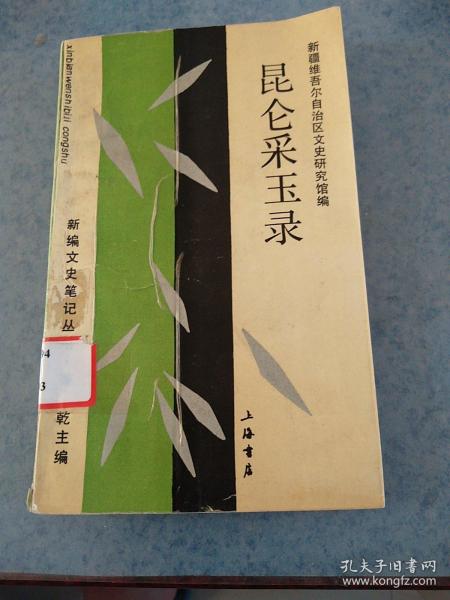 新疆维吾尔自治区文史研究馆编
昆仑采玉录
xinbianwenshibiji congshu
新编文史笔记丛
乾主编
94
3
上海书店
孔夫子旧书网
www.kongfz.com